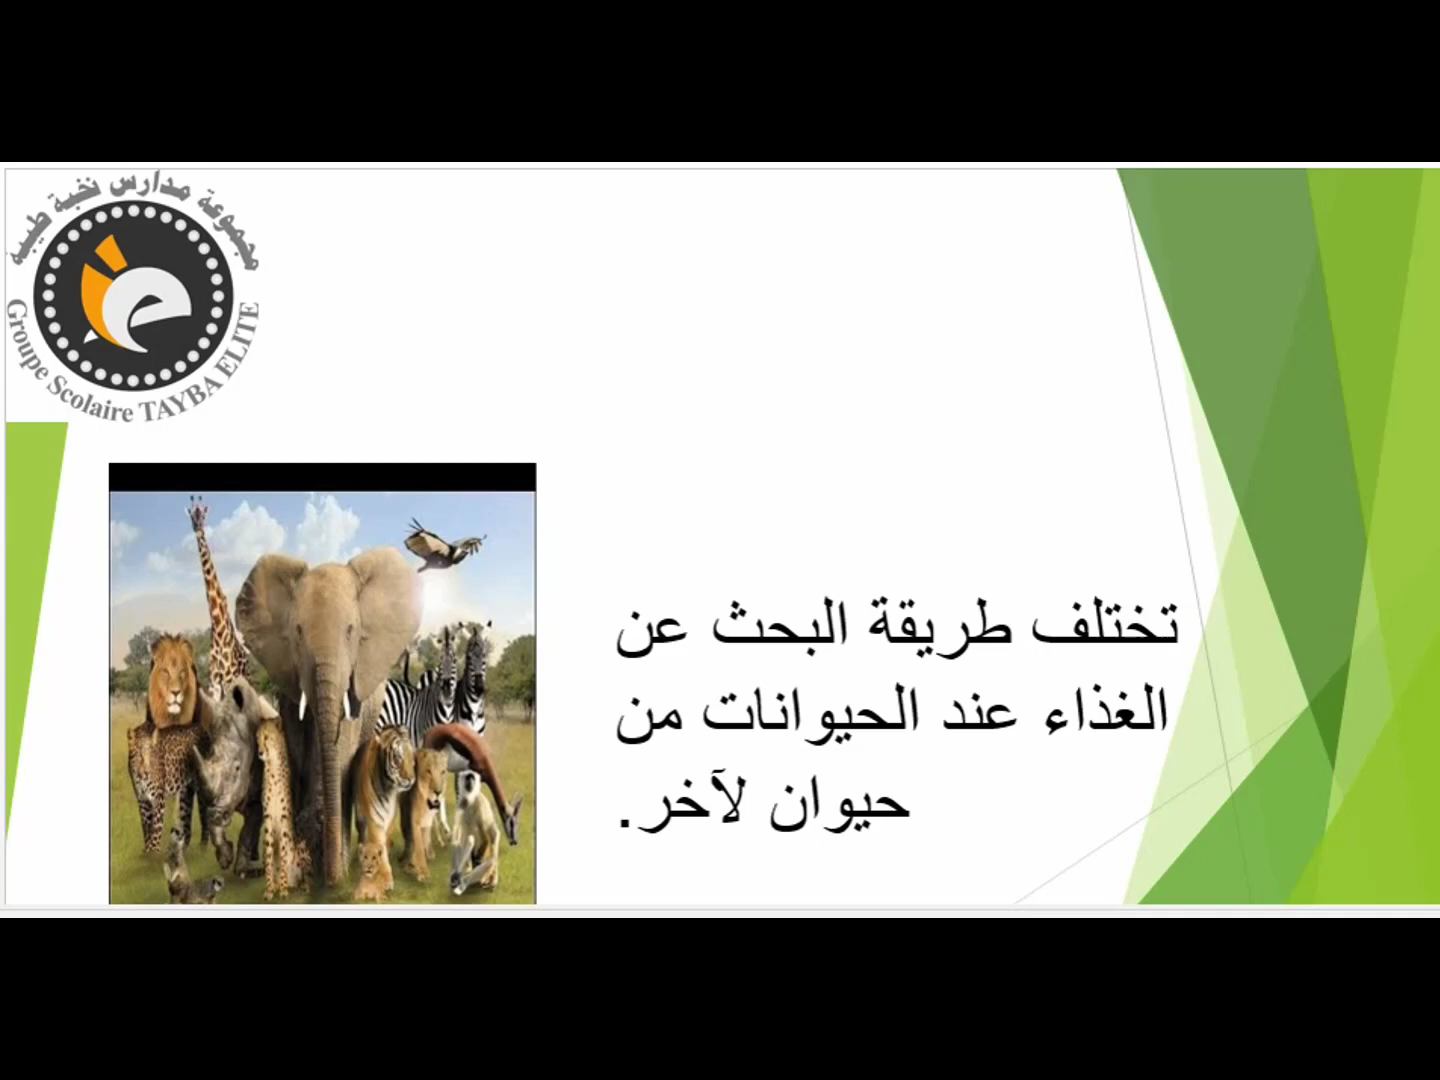 مجموعة مدارس نخبة طيبة
Groupe Scolaire TAYBA ELITE
تختلف طريقة البحث عن
الغذاء عند الحيوانات من
حيوان لآخر.